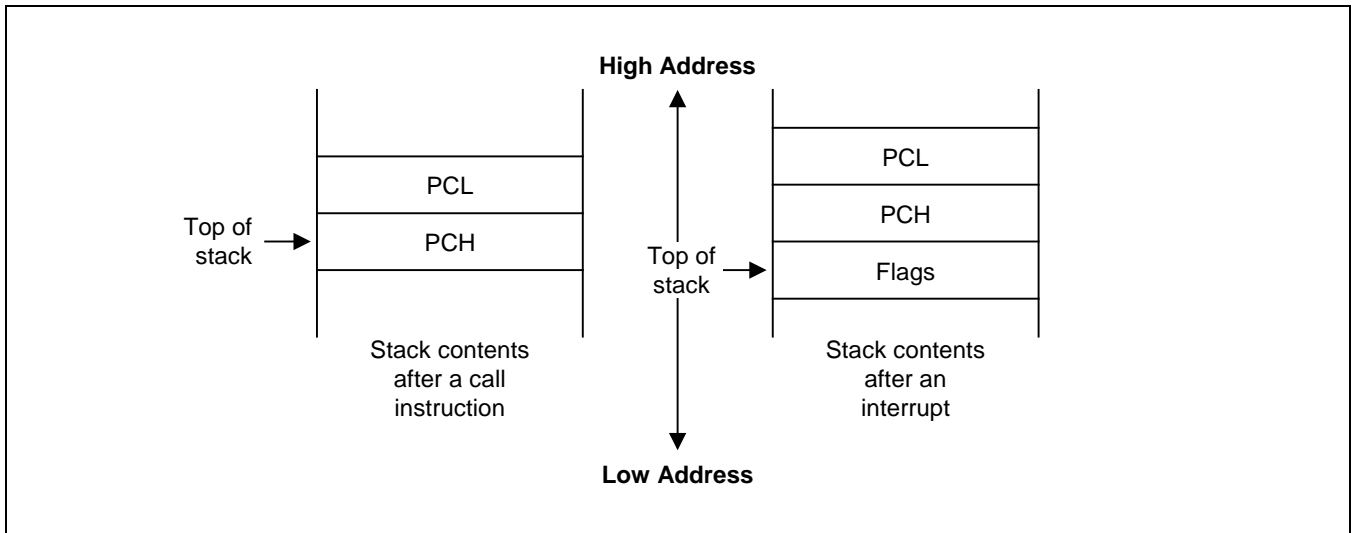 High Address
PCL
PCH
Top of
stack
Stack contents
after a call
instruction
PCL
PCH
Flags
Top of
stack
Stack contents
after an
interrupt
Low Address